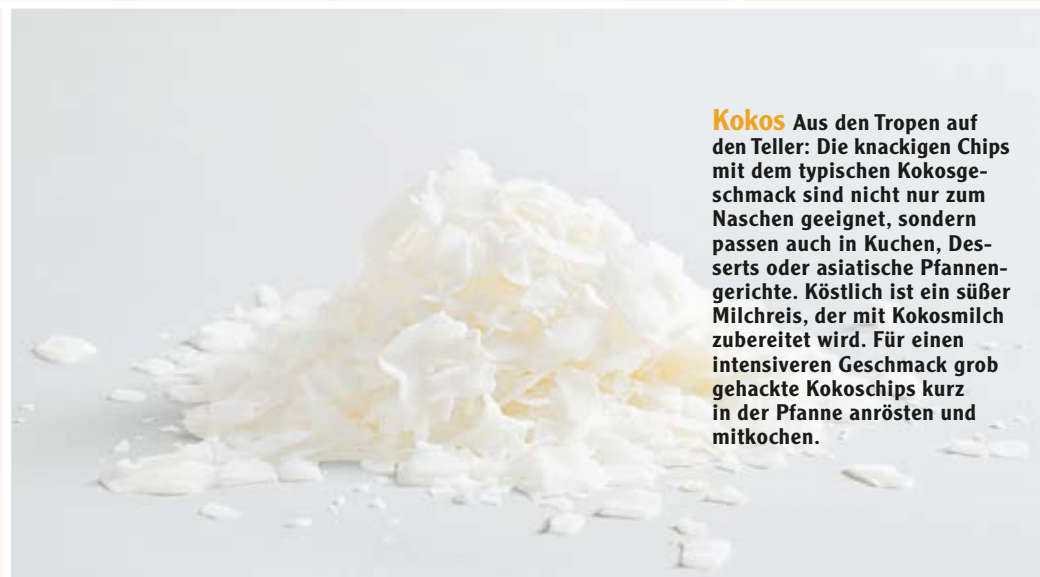 Kokos Aus den Tropen auf
den Teller: Die knackigen Chips
mit dem typischen Kokosge-
schmack sind nicht nur zum
Naschen geeignet, sondern
passen auch in Kuchen, Des-
serts oder asiatische Pfannen-
gerichte. Köstlich ist ein süßer
Milchreis, der mit Kokosmilch
zubereitet wird. Für einen
intensiveren Geschmack grob
gehackte Kokoschips kurz
in der Pfanne anrösten und
mitkochen.